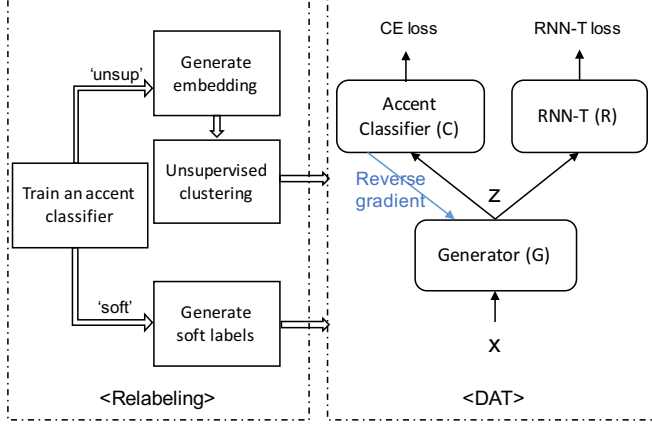 'unsup'
Generate
embedding
Unsupervised
clustering
Train an accent
classifier
'soft'
Generate
soft labels
<Relabeling>
CE loss
RNN-T loss
Accent
Classifier (C)
RNN-T (R)
Reverse
gradient
Z
Generator (G)
X
<DAT>